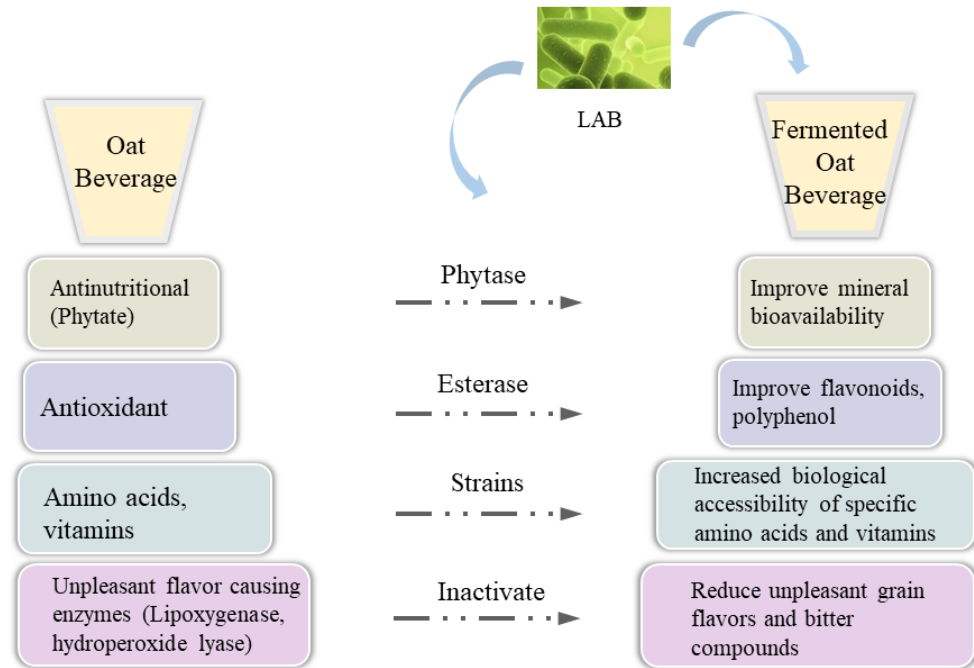 LAB
Oat
Beverage
Fermented
Oat
Beverage
Antinutritional
(Phytate)
Phytase
Improve mineral
bioavailability
Antioxidant
Esterase
Improve flavonoids,
polyphenol
Amino acids,
vitamins
Strains
Increased biological
accessibility of specific
amino acids and vitamins
Unpleasant flavor causing
enzymes (Lipoxygenase,
hydroperoxide lyase)
Inactivate
Reduce unpleasant grain
flavors and bitter
compounds